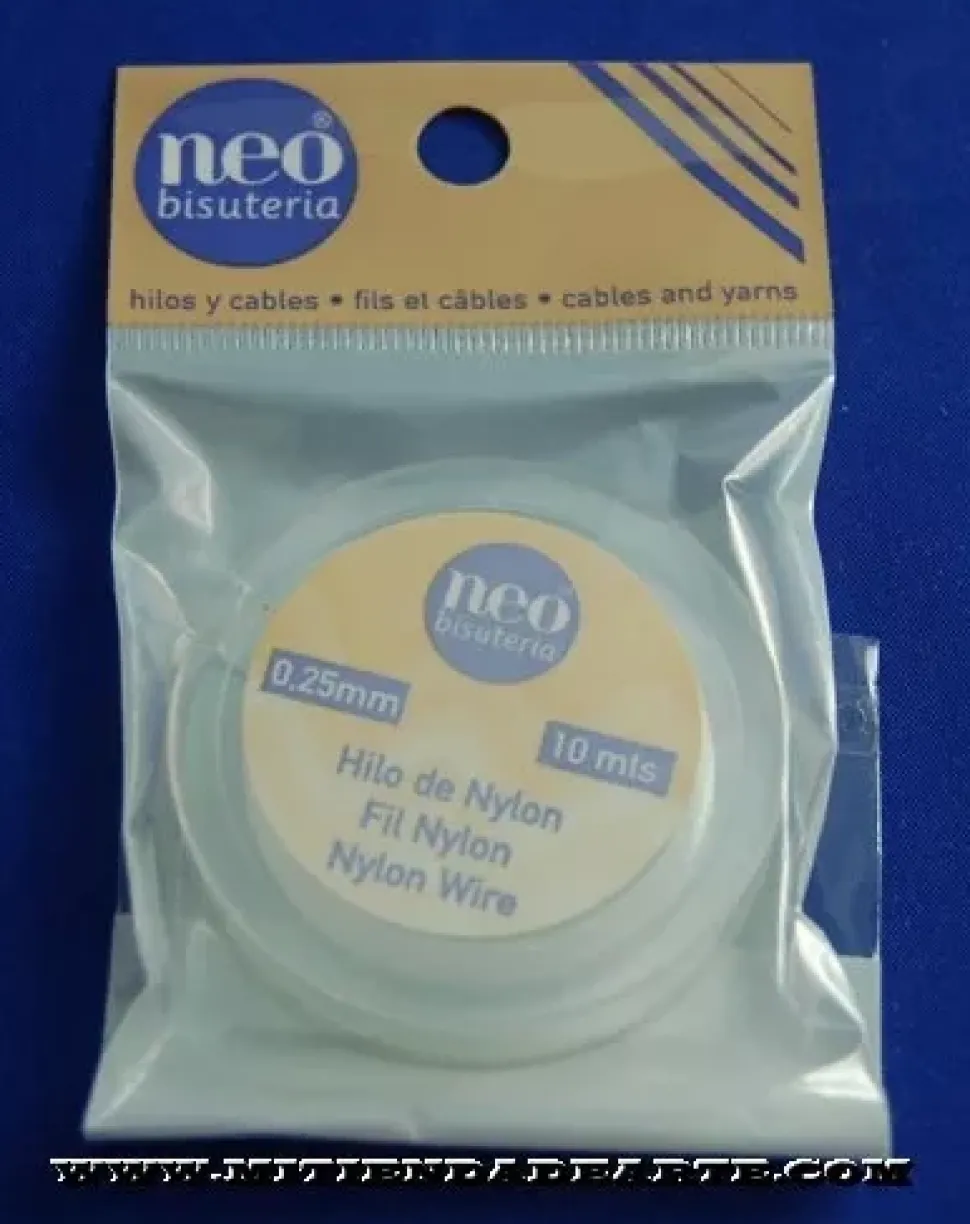 neo®
bisuteria
hilos y cables • fils et câbles • cables and yarns
neo
bisuteria
0,25mm
10 mts
Hilo de Nylon
Fil Nylon
Nylon Wire
WWW.MITIENDADEARTE.COM